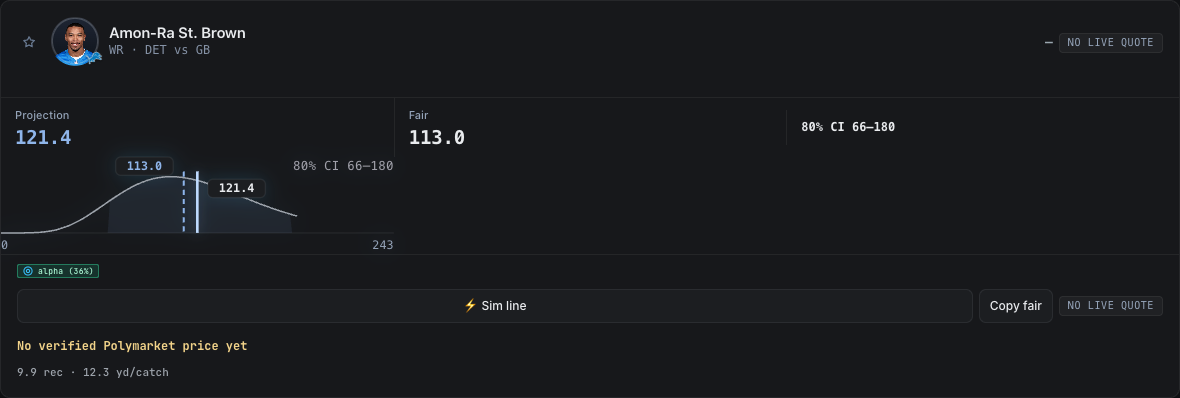 Amon-Ra St. Brown
WR · DET vs GB
— NO LIVE QUOTE
Projection
121.4
Fair
113.0
80% CI 66–180
113.0
80% CI 66–180
121.4
0
243
alpha (36%)
⚡ Sim line
Copy fair
NO LIVE QUOTE
No verified Polymarket price yet
9.9 rec · 12.3 yd/catch